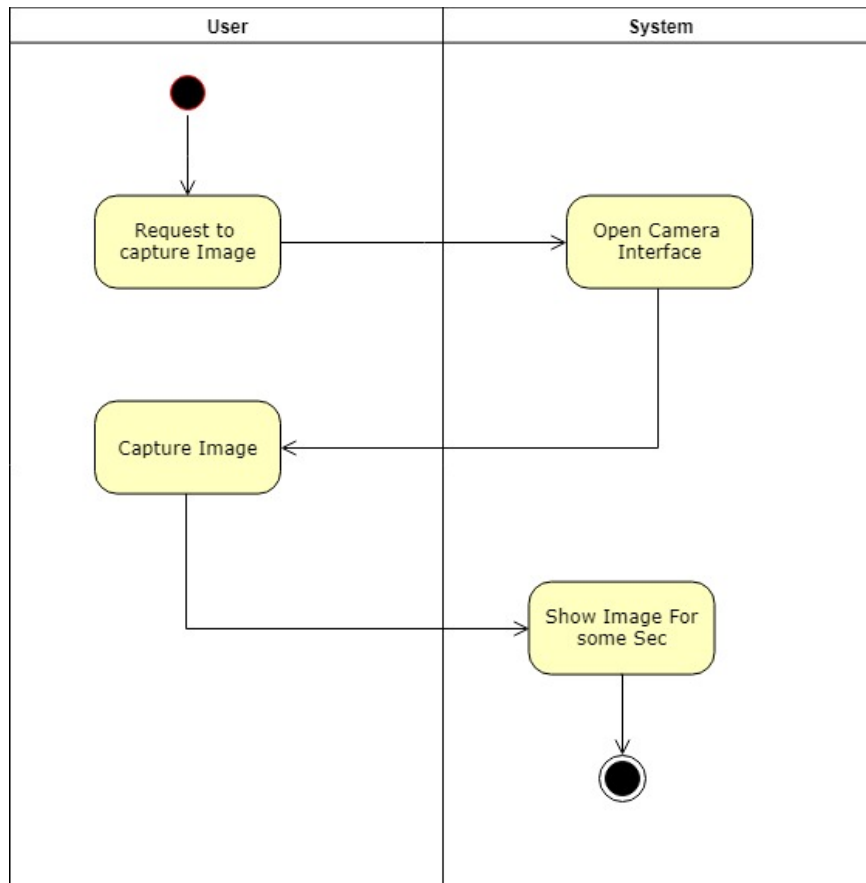 User
System
Request to
capture Image
Open Camera
Interface
Capture Image
Show Image For
some Sec